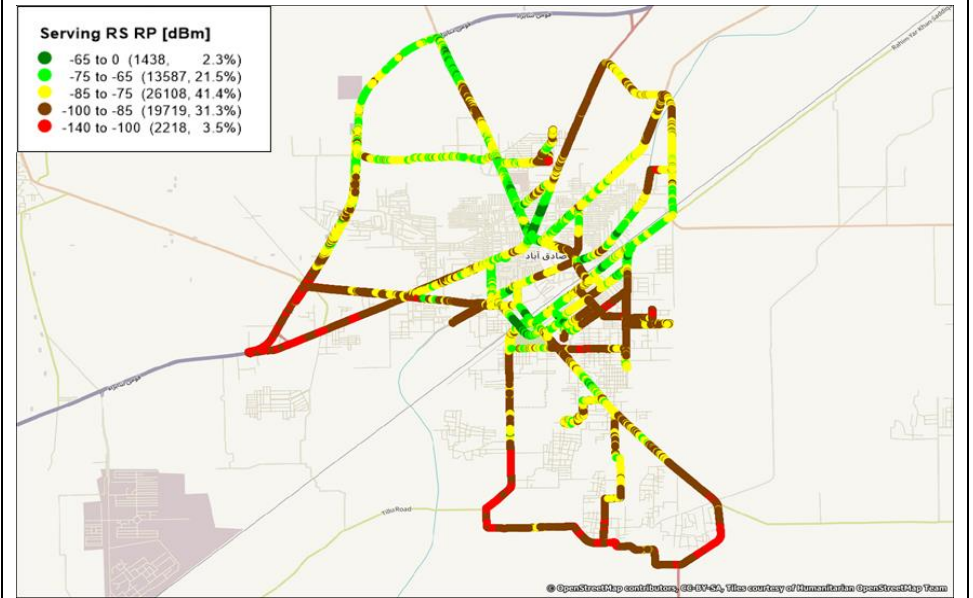 Serving RS RP [dBm]
-65 to 0 (1438, 2.3%)
-75 to -65 (13587, 21.5%)
-85 to -75 (26108, 41.4%)
-100 to -85 (19719, 31.3%)
-140 to -100 (2218, 3.5%)
صادق آباد
Tillu Road
© OpenStreetMap contributors, CC-BY-SA, Tiles courtesy of Humanitarian OpenStreetMap Team